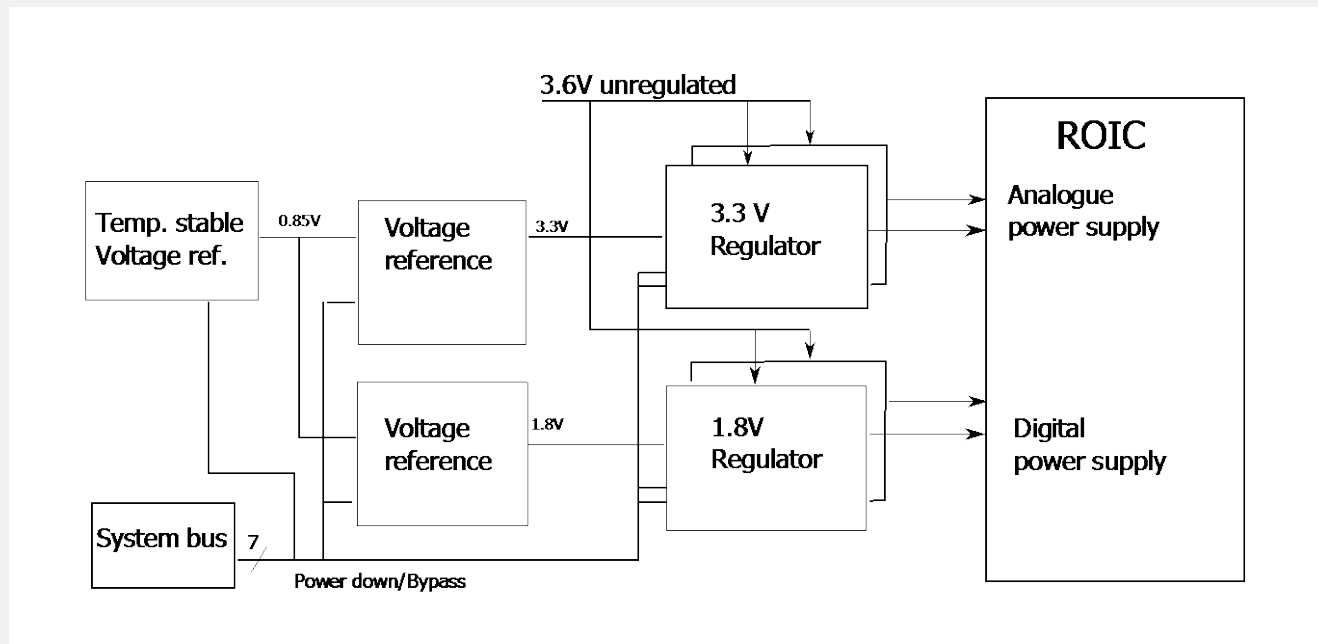 3.6V unregulated
ROIC
Temp. stable
Voltage ref.
0.85V
Voltage
reference
3.3V
3.3 V
Regulator
Analogue
power supply
Voltage
reference
1.8V
1.8V
Regulator
Digital
power supply
System bus
7
Power down/Bypass